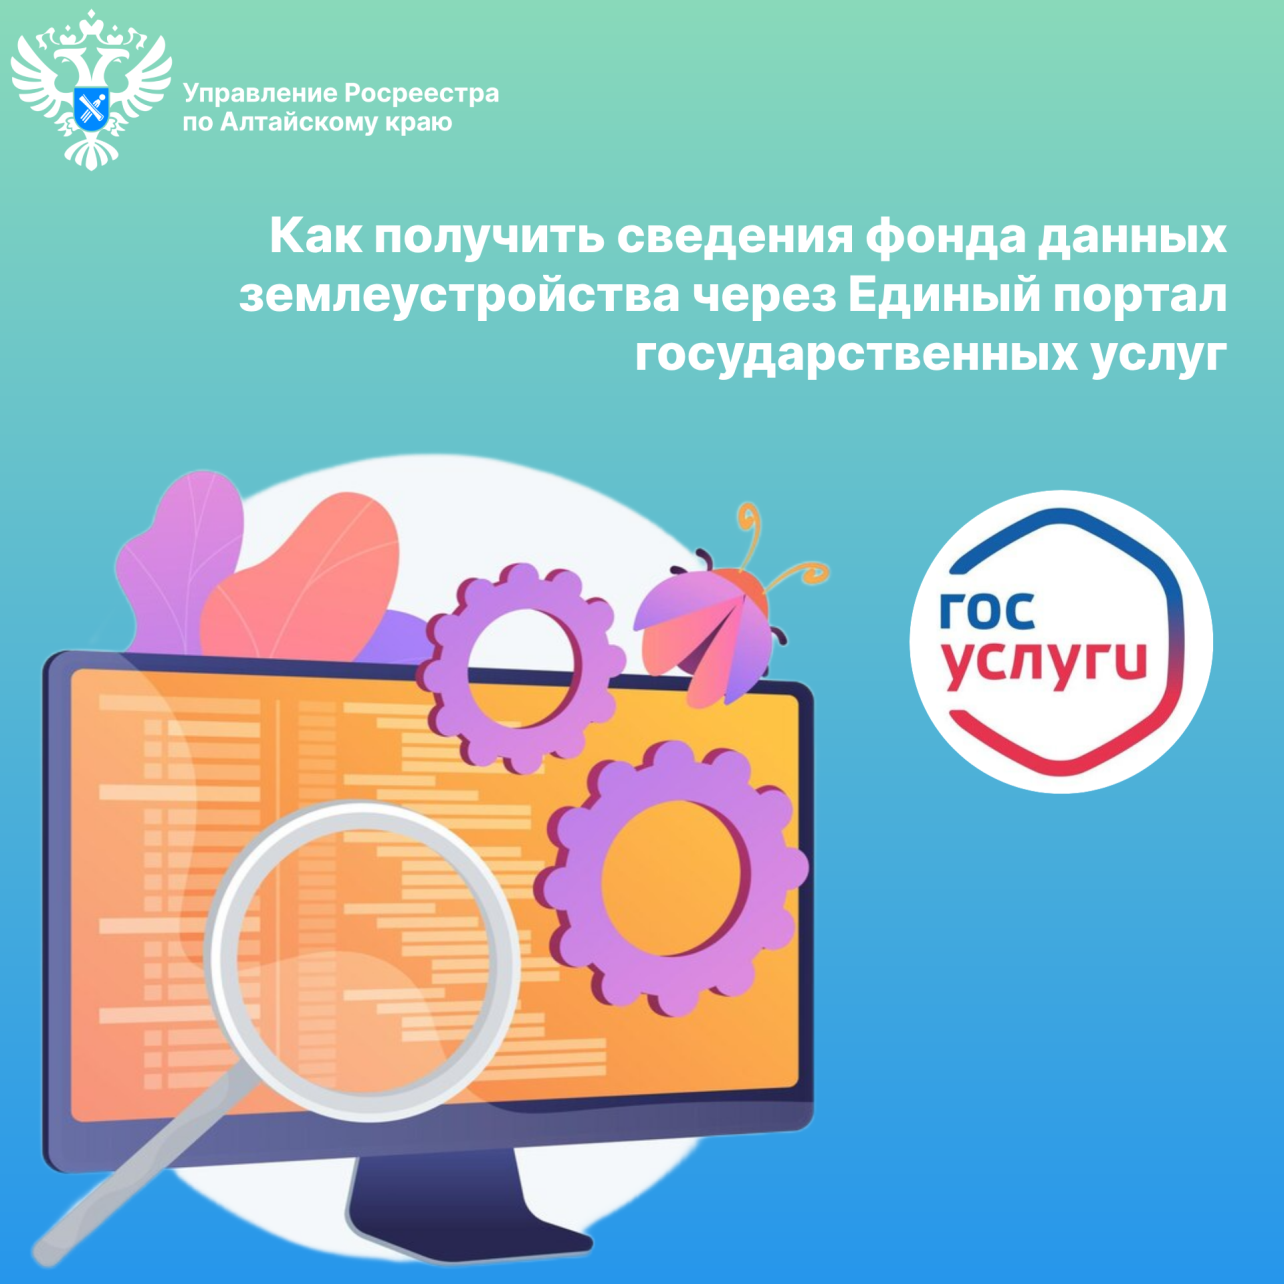 Управление Росреестра
по Алтайскому краю
Как получить сведения фонда данных
землеустройства через Единый портал
государственных услуг
гос
услуги